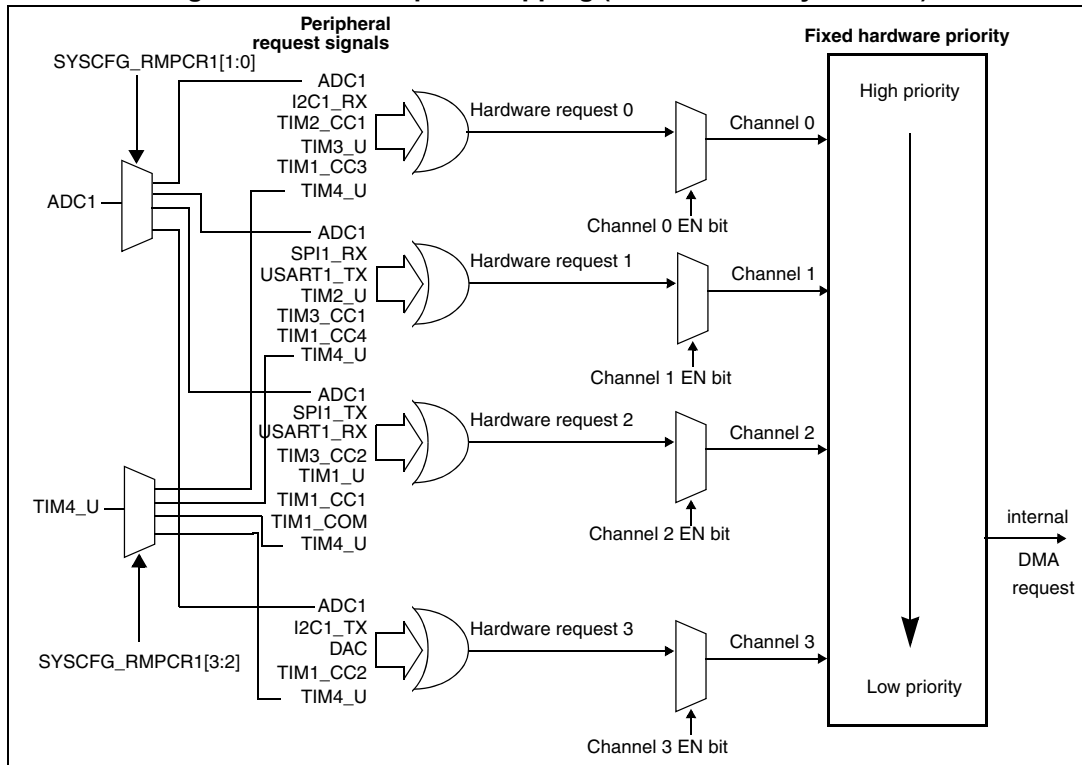 Peripheral
request signals
Fixed hardware priority
SYSCFG_RMPCR1[1:0]
ADC1
I2C1_RX
TIM2_CC1
TIM3_U
TIM1_CC3
TIM4_U
Hardware request 0
Channel 0
Channel 0 EN bit
High priority
ADC1
ADC1
SPI1_RX
USART1_TX
TIM2_U
TIM3_CC1
TIM1_CC4
TIM4_U
Hardware request 1
Channel 1
Channel 1 EN bit
ADC1
SPI1_TX
USART1_RX
TIM3_CC2
TIM1_U
TIM1_CC1
TIM1_COM
TIM4_U
Hardware request 2
Channel 2
Channel 2 EN bit
TIM4_U
internal
DMA
request
ADC1
I2C1_TX
DAC
TIM1_CC2
TIM4_U
Hardware request 3
Channel 3
Channel 3 EN bit
SYSCFG_RMPCR1[3:2]
Low priority